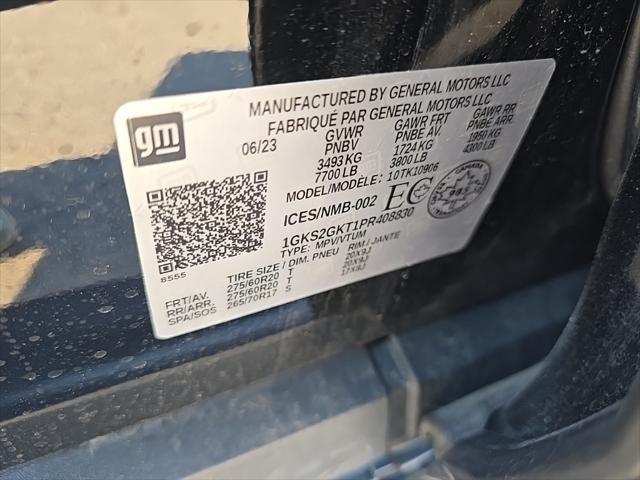 gm
MANUFACTURED BY GENERAL MOTORS LLC
FABRIQUÉ PAR GENERAL MOTORS LLC
06/23 GVWR GAWR FRT GAWR RR
PNBV PNBE AV. PNBE ARR.
3493 KG 1724 KG 1950 KG
7700 LB 3800 LB 4300 LB
MODEL/MODÈLE: 10TK10906
ICES/NMB-002 EC CANADA
1GKS2GKT1PR408830
TYPE: MPV/VTUM
8555
TIRE SIZE / DIM. PNEU RIM / JANTE
FRT/AV. 275/60R20 T 20X9J
RR/ARR. 275/60R20 T 20X9J
SPA/SOS 265/70R17 S 17X8J